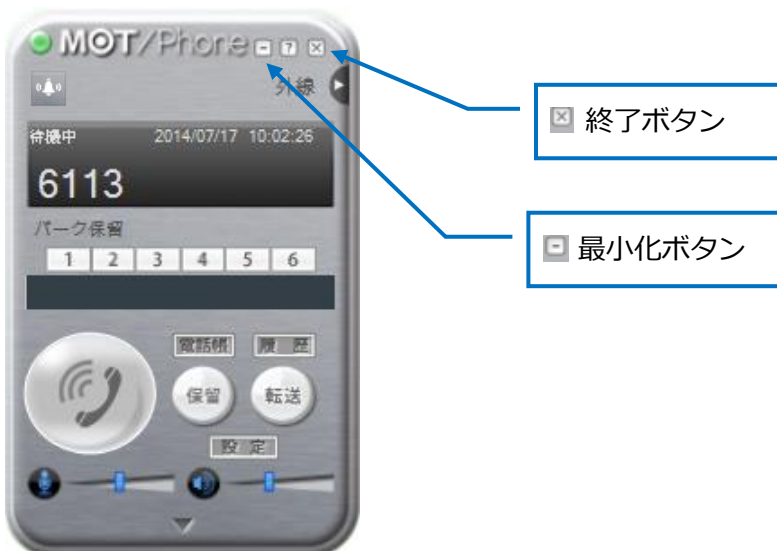 MOT/Phone - ? ×
外線
待機中 2014/07/17 10:02:26
6113
パーク保留
1 2 3 4 5 6
電話帳 履歴
保留 転送
設定
× 終了ボタン
- 最小化ボタン